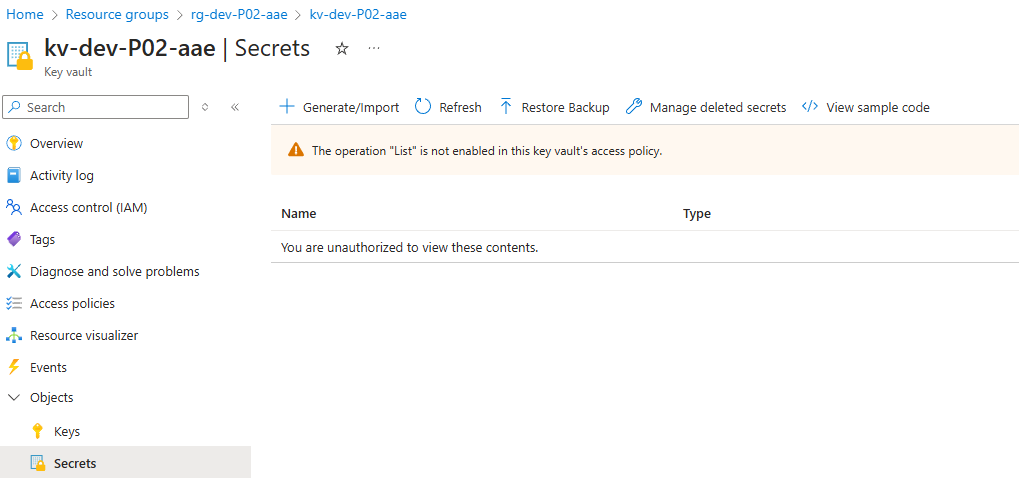 Home > Resource groups > rg-dev-P02-aae > kv-dev-P02-aae
kv-dev-P02-aae | Secrets
Key vault
Search
Generate/Import Refresh Restore Backup Manage deleted secrets View sample code
Overview
Activity log
Access control (IAM)
Tags
Diagnose and solve problems
Access policies
Resource visualizer
Events
Objects
Keys
Secrets
The operation "List" is not enabled in this key vault's access policy.
Name Type
You are unauthorized to view these contents.